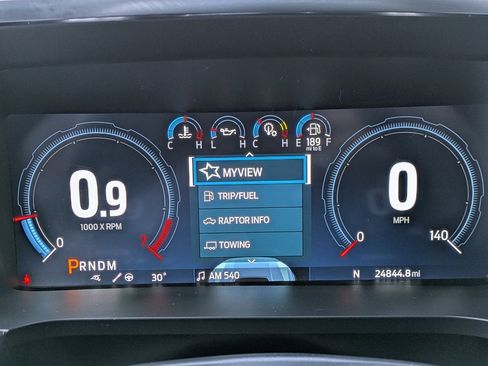 C H L H C H E F
189
mi to E
MYVIEW
TRIP/FUEL
RAPTOR INFO
TOWING
0.9
1000 X RPM
0 7
0
MPH
0 140
PRNDM
30°
AM 540
N 24844.8 mi